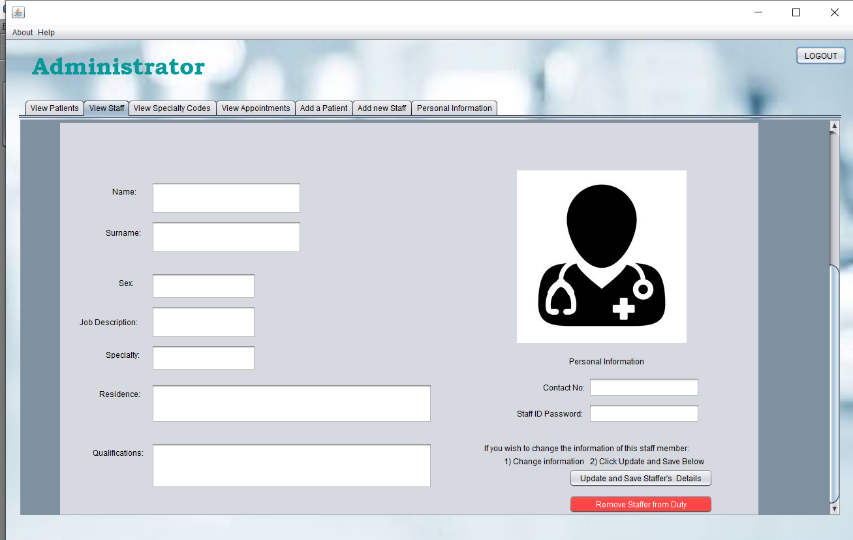 About Help
Administrator
LOGOUT
View Patients View Staff View Specialty Codes View Appointments Add a Patient Add new Staff Personal Information
Name:
Surname:
Sex:
Job Description:
Specialty:
Residence:
Qualifications:
Personal Information
Contact No:
Staff ID Password:
If you wish to change the information of this staff member:
1) Change information 2) Click Update and Save Below
Update and Save Staffer's Details
Remove Staffer from Duty